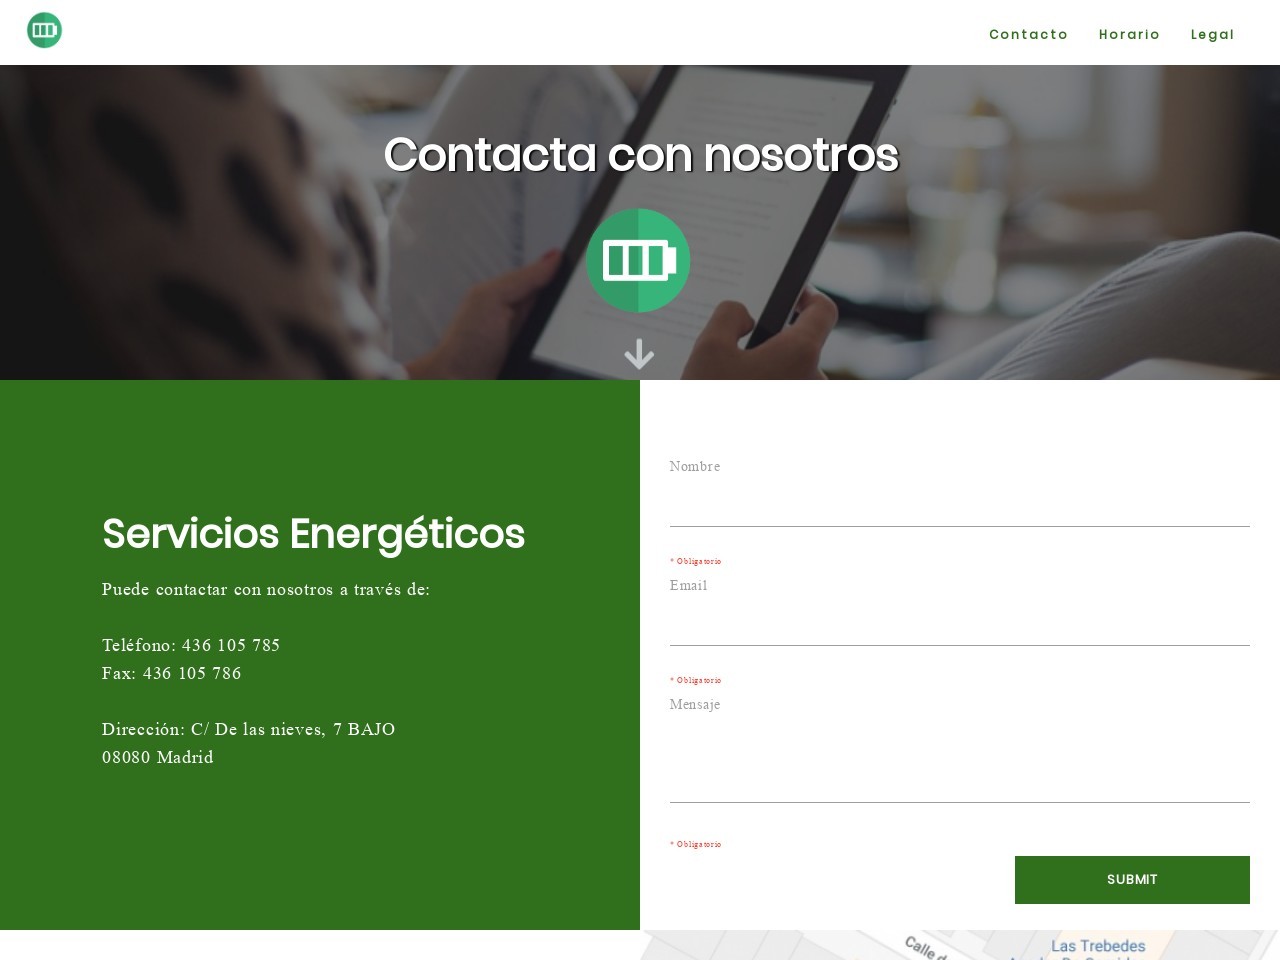 Contacto
Horario
Legal
Contacta con nosotros
Servicios Energéticos
Puede contactar con nosotros a través de:
Teléfono: 436 105 785
Fax: 436 105 786
Dirección: C/ De las nieves, 7 BAJO
08080 Madrid
Nombre
* Obligatorio
Email
* Obligatorio
Mensaje
* Obligatorio
SUBMIT
Calle d
Las Trebedes